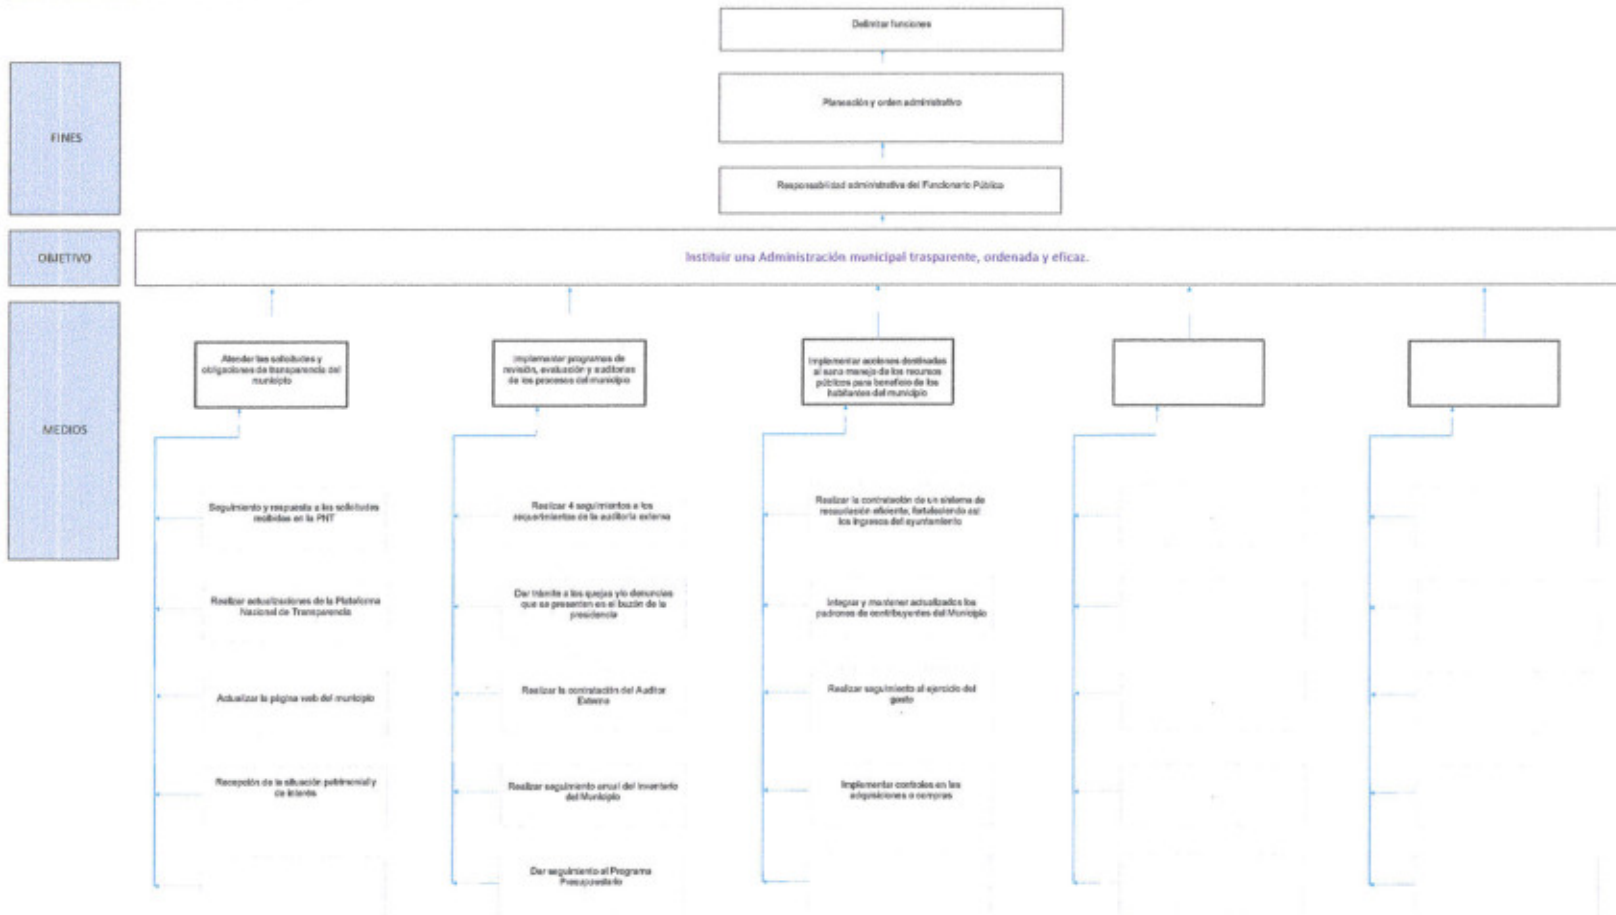 Delimitar funciones
FINES
Planeación y orden administrativo
Responsabilidad administrativa del Funcionario Público
OBJETIVO
Instituir una Administración municipal trasparente, ordenada y eficaz.
MEDIOS
Atender las solicitudes y
obligaciones de transparencia del
municipio
Implementar programas de
revisión, evaluación y auditorias
de los procesos del municipio
Implementar acciones destinadas
al sano manejo de los recursos
públicos para beneficio de los
habitantes del municipio
Seguimiento y respuesta a las solicitudes
recibidas en la PNT
Realizar 4 seguimientos a los
requerimientos de la auditoria externa
Realizar la contratación de un sistema de
recaudación eficiente, fortaleciendo así
los ingresos del ayuntamiento
Realizar actualizaciones de la Plataforma
Nacional de Transparencia
Dar trámite a las quejas y/o denuncias
que se presenten en el buzón de la
presidencia
Integrar y mantener actualizados los
padrones de contribuyentes del Municipio
Actualizar la página web del municipio
Realizar la contratación del Auditor
Externo
Realizar seguimiento al ejercicio del
gasto
Recepción de la situación patrimonial y
de interés
Realizar seguimiento anual del Inventario
del Municipio
Implementar controles en las
adquisiciones o compras
Dar seguimiento al Programa
Presupuestario